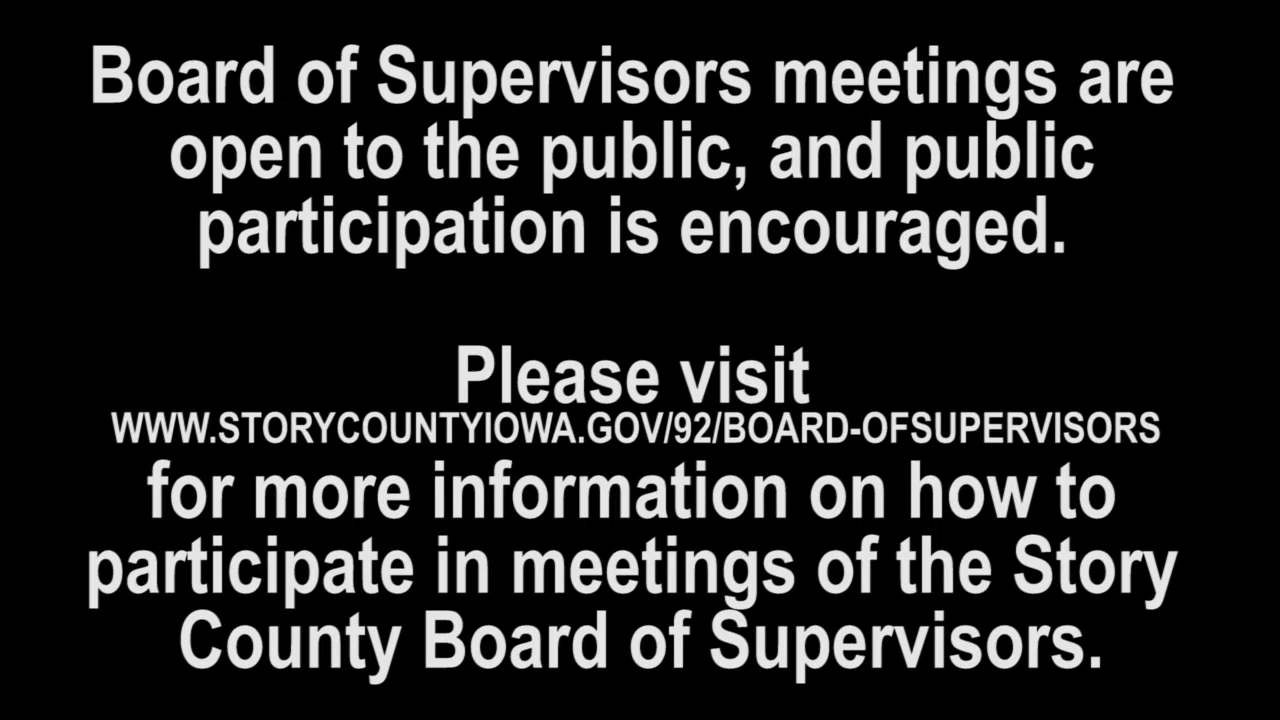 Board of Supervisors meetings are
open to the public, and public
participation is encouraged.
Please visit
WWW.STORYCOUNTYIOWA.GOV/92/BOARD-OFSUPERVISORS
for more information on how to
participate in meetings of the Story
County Board of Supervisors.